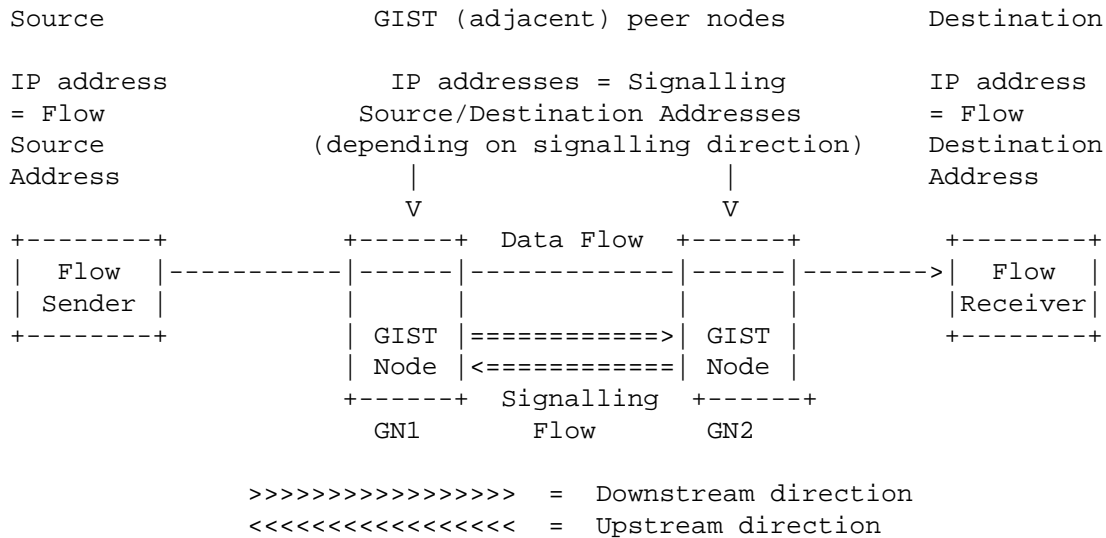 Source                 GIST (adjacent) peer nodes              Destination

IP address              IP addresses = Signalling         IP address
= Flow                Source/Destination Addresses        = Flow
Source             (depending on signalling direction)    Destination
Address                  |                   |            Address
                         V                   V
+--------+           +------+  Data Flow  +------+         +--------+
|  Flow  |-----------|------|-------------|------|-------->|  Flow  |
| Sender |           |      |             |      |         |Receiver|
+--------+           | GIST |============>| GIST |         +--------+
                     | Node |<============| Node |
                     +------+  Signalling  +------+
                       GN1       Flow       GN2

               >>>>>>>>>>>>>>>>>  =  Downstream direction
               <<<<<<<<<<<<<<<<<  =  Upstream direction